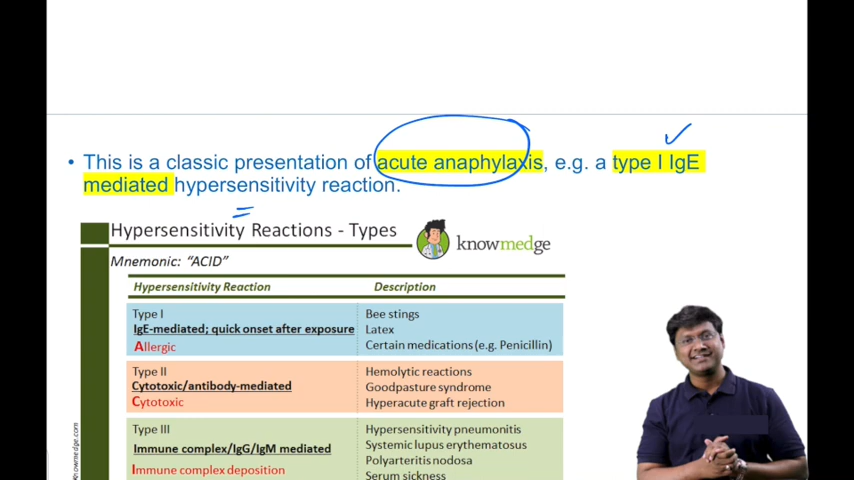 • This is a classic presentation of acute anaphylaxis, e.g. a type I IgE
mediated hypersensitivity reaction.
Hypersensitivity Reactions - Types
knowmedge
Mnemonic: “ACID”
Hypersensitivity Reaction Description
Type I
IgE-mediated; quick onset after exposure
Allergic
Bee stings
Latex
Certain medications (e.g. Penicillin)
Type II
Cytotoxic/antibody-mediated
Cytotoxic
Hemolytic reactions
Goodpasture syndrome
Hyperacute graft rejection
Type III
Immune complex/IgG/IgM mediated
Immune complex deposition
Hypersensitivity pneumonitis
Systemic lupus erythematosus
Polyarteritis nodosa
Serum sickness